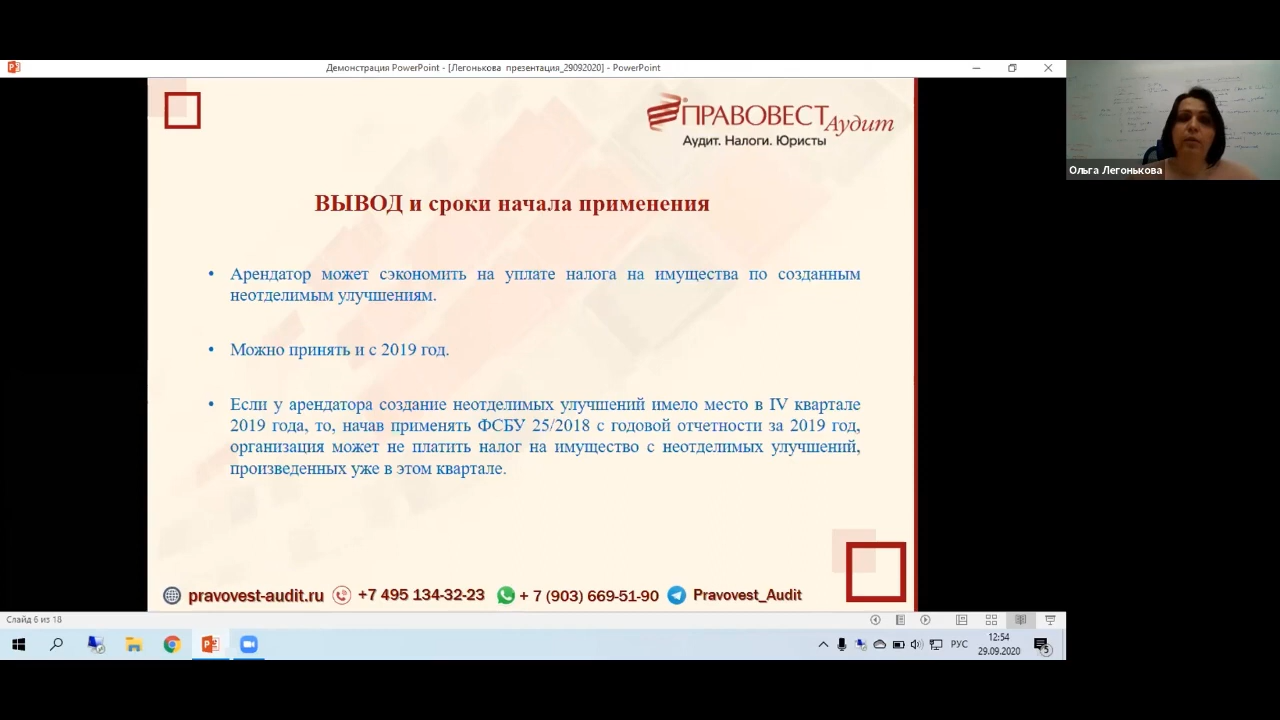 Демонстрация PowerPoint - [Легонькова презентация_29092020] - PowerPoint
ПРАВОВЕСТ Аудит
Аудит. Налоги. Юристы
Ольга Легонькова
ВЫВОД и сроки начала применения
• Арендатор может сэкономить на уплате налога на имущества по созданным
неотделимым улучшениям.
• Можно принять и с 2019 год.
• Если у арендатора создание неотделимых улучшений имело место в IV квартале
2019 года, то, начав применять ФСБУ 25/2018 с годовой отчетности за 2019 год,
организация может не платить налог на имущество с неотделимых улучшений,
произведенных уже в этом квартале.
pravovest-audit.ru +7 495 134-32-23 + 7 (903) 669-51-90 Pravovest_Audit
Слайд 6 из 18
РУС
12:54
29.09.2020
5